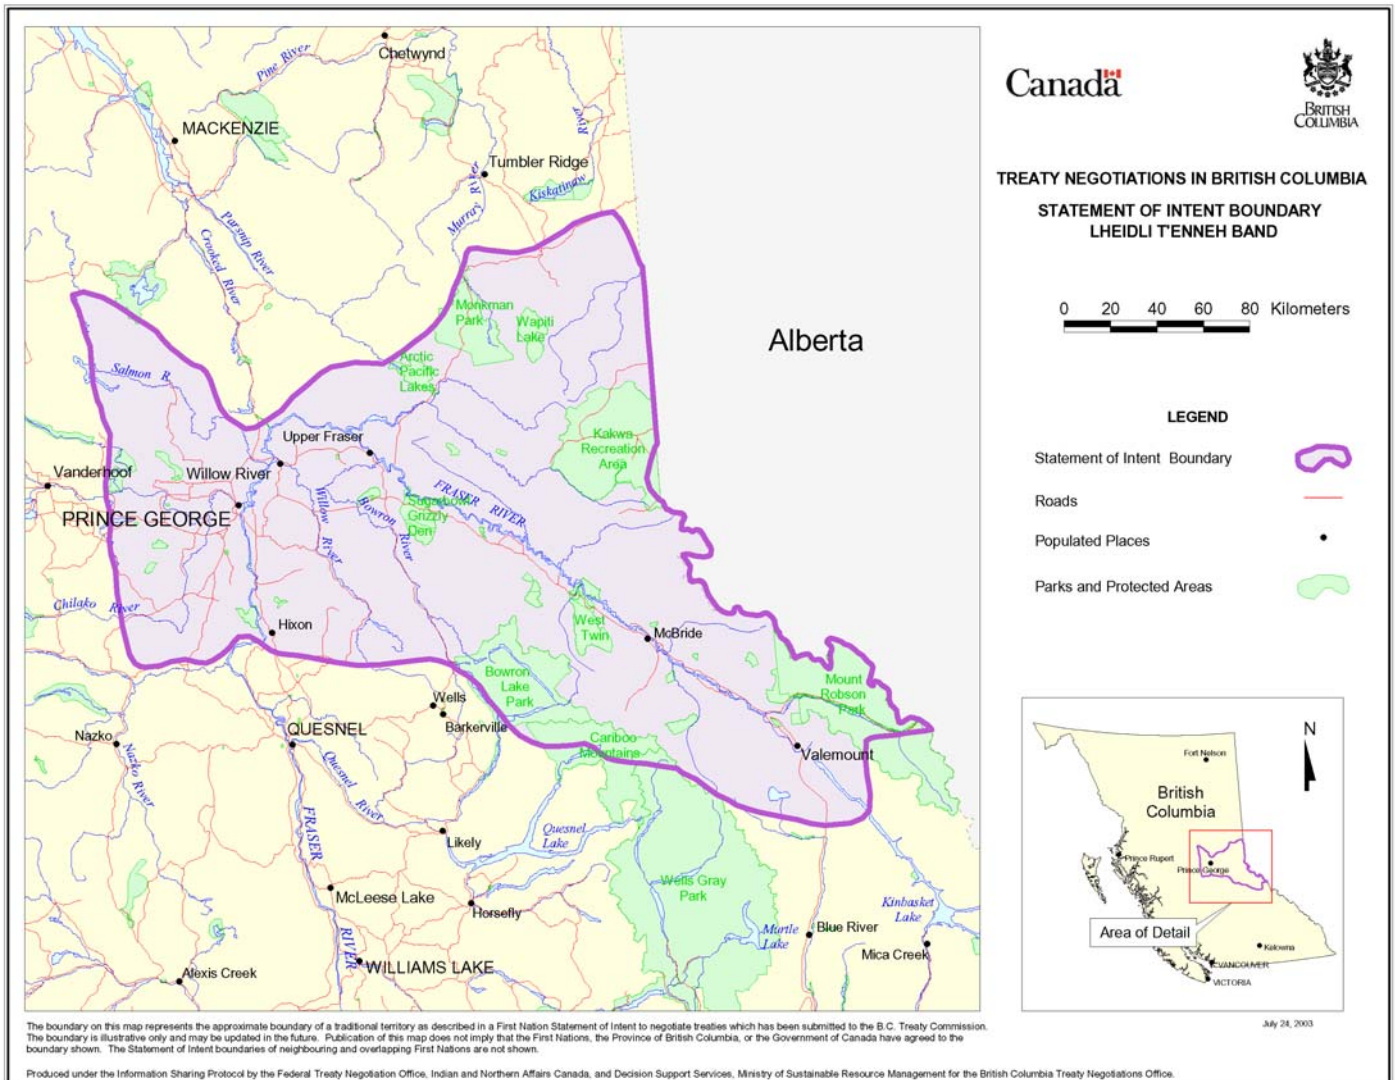 Canada
BRITISH
COLUMBIA
TREATY NEGOTIATIONS IN BRITISH COLUMBIA
STATEMENT OF INTENT BOUNDARY
LHEIDLI T'ENNEH BAND
0 20 40 60 80 Kilometers
LEGEND
Statement of Intent Boundary
Roads
Populated Places
Parks and Protected Areas
Chetwynd
Pine River
MACKENZIE
River
Tumbler Ridge
Kiskatinaw
Murray River
Parsnip River
Crooked River
Monkman
Park
Wapiti
Lake
Alberta
Arctic
Pacific
Lakes
Salmon R.
Kakwa
Recreation
Area
Upper Fraser
Vanderhoof
Willow River
PRINCE GEORGE
Willow River
Bowron River
Sugarbowl
Grizzly
Den
FRASER RIVER
Chilako River
Hixon
West
Twin
McBride
Bowron
Lake
Park
Mount
Robson
Park
Wells
Barkerville
Nazko
Nazko River
QUESNEL
Quesnel River
Cariboo
Mountains
Valemount
FRASER
RIVER
Likely
Quesnel
Lake
McLeese Lake
Horsefly
Wells Gray
Park
Murtle
Lake
Blue River
Kinbasket
Lake
Mica Creek
Alexis Creek
WILLIAMS LAKE
N
Fort Nelson
British
Columbia
Prince Rupert
Prince George
Area of Detail
Kelowna
VANCOUVER
VICTORIA
July 24, 2003
The boundary on this map represents the approximate boundary of a traditional territory as described in a First Nation Statement of Intent to negotiate treaties which has been submitted to the B.C. Treaty Commission.
The boundary is illustrative only and may be updated in the future. Publication of this map does not imply that the First Nations, the Province of British Columbia, or the Government of Canada have agreed to the
boundary shown. The Statement of Intent boundaries of neighbouring and overlapping First Nations are not shown.
Produced under the Information Sharing Protocol by the Federal Treaty Negotiation Office, Indian and Northern Affairs Canada, and Decision Support Services, Ministry of Sustainable Resource Management for the British Columbia Treaty Negotiations Office.